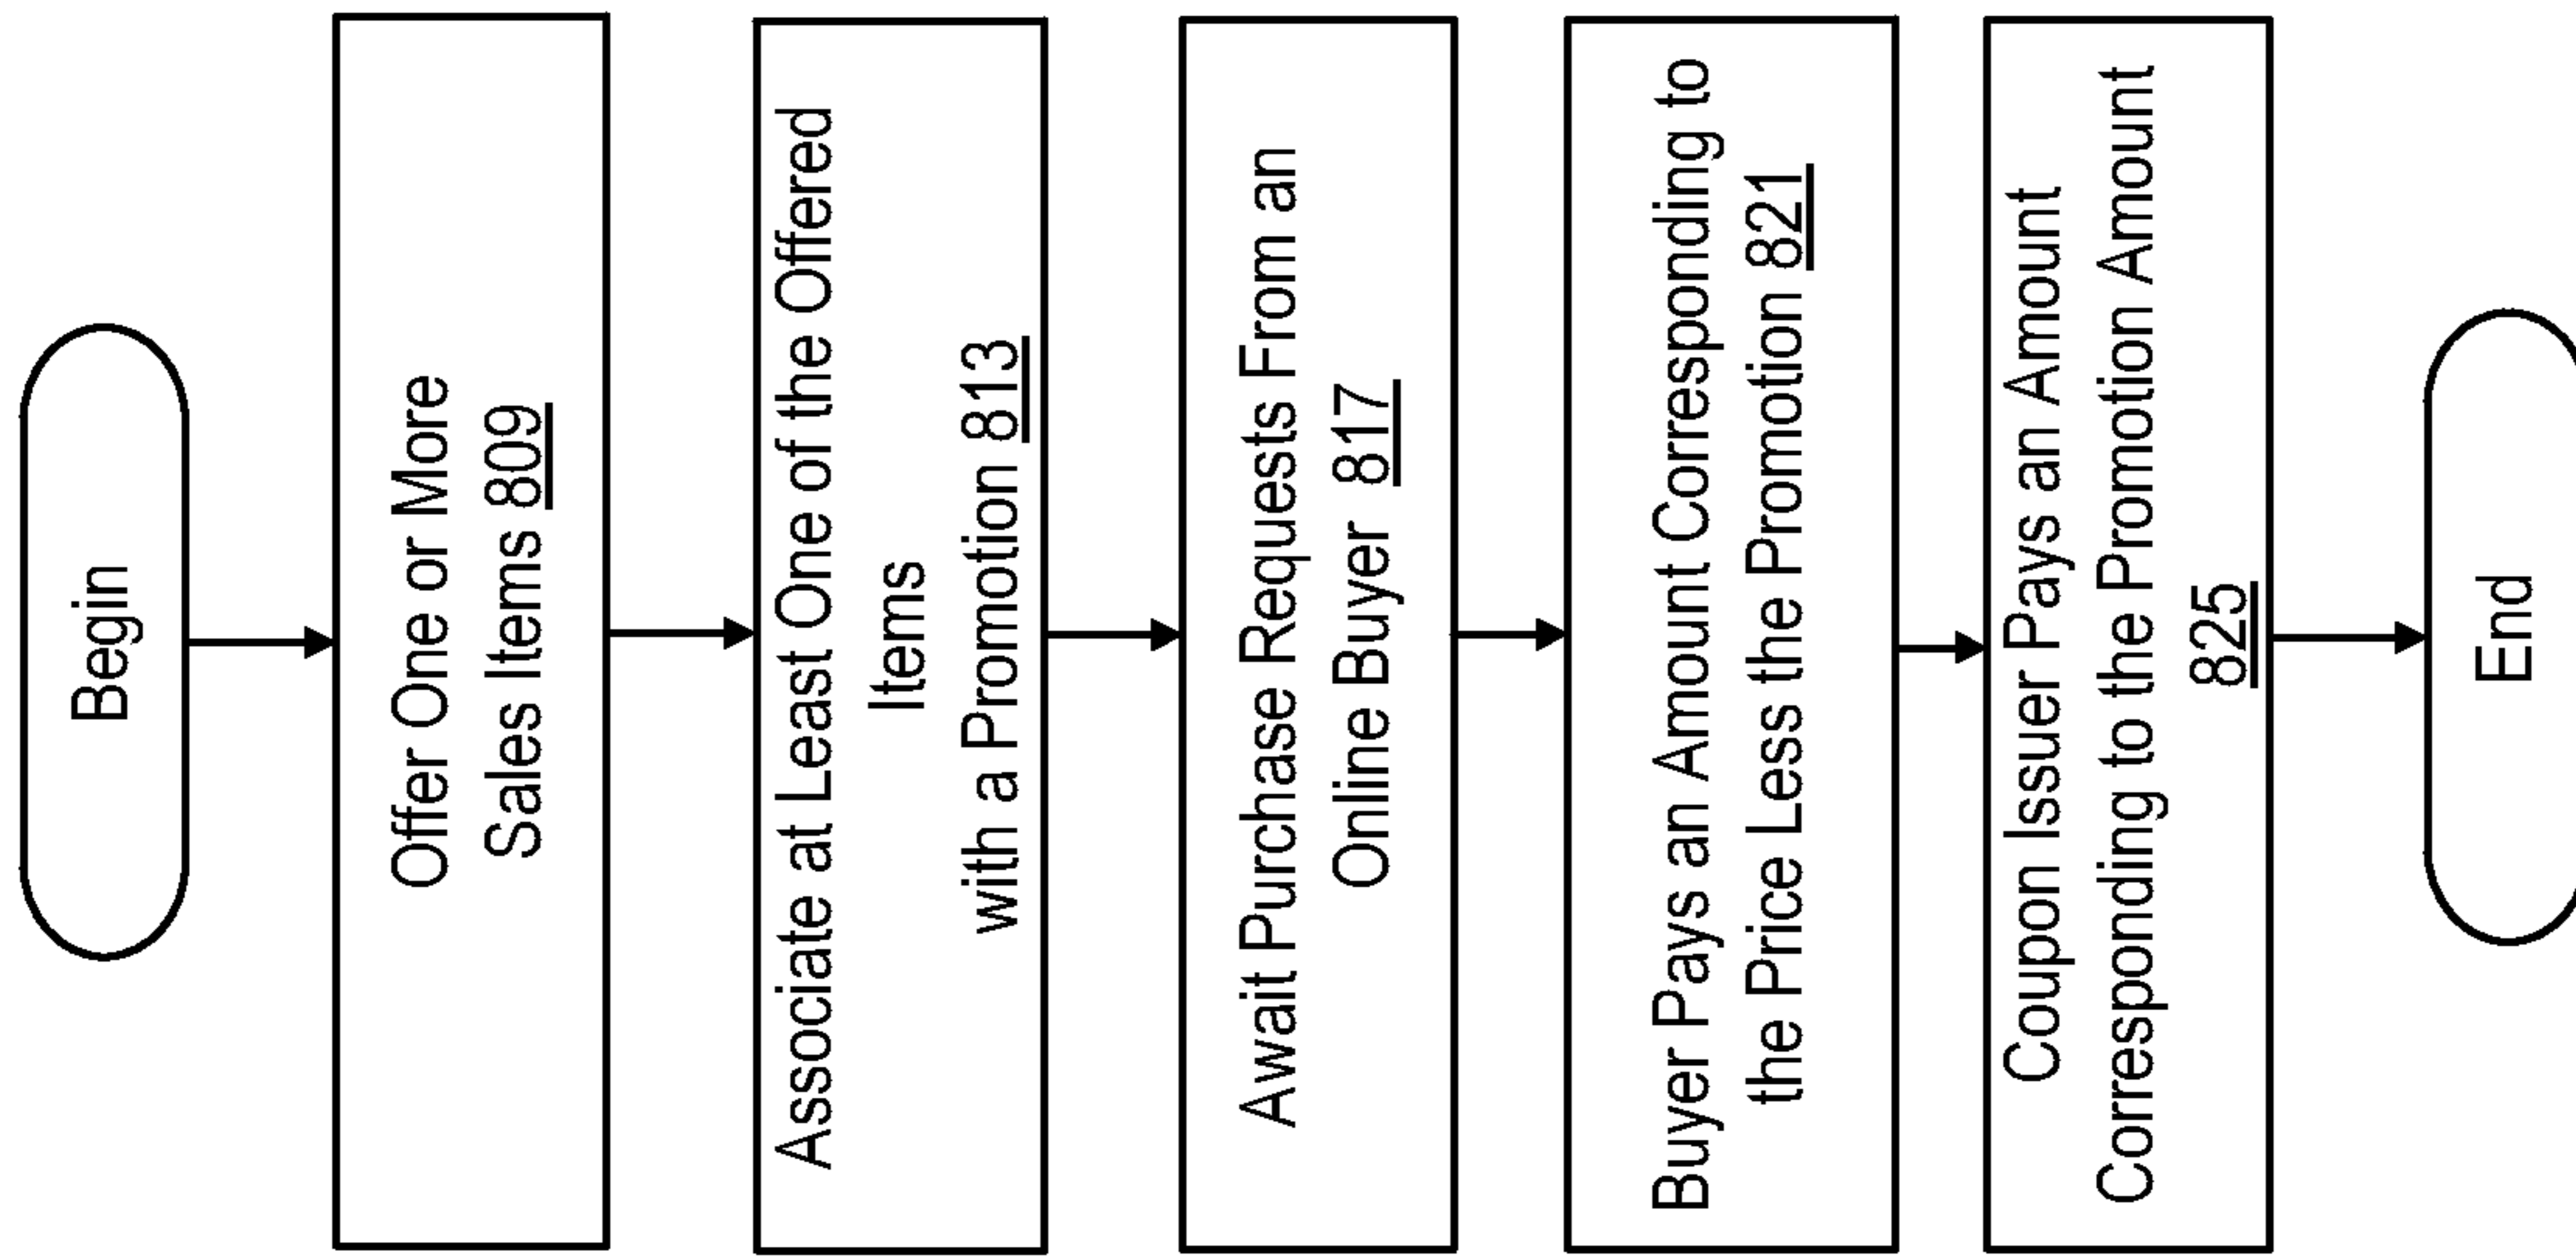 Begin
Offer One or More
Sales Items 809
Associate at Least One of the Offered
Items
with a Promotion 813
Await Purchase Requests From an
Online Buyer 817
Buyer Pays an Amount Corresponding to
the Price Less the Promotion 821
Coupon Issuer Pays an Amount
Corresponding to the Promotion Amount
825
End